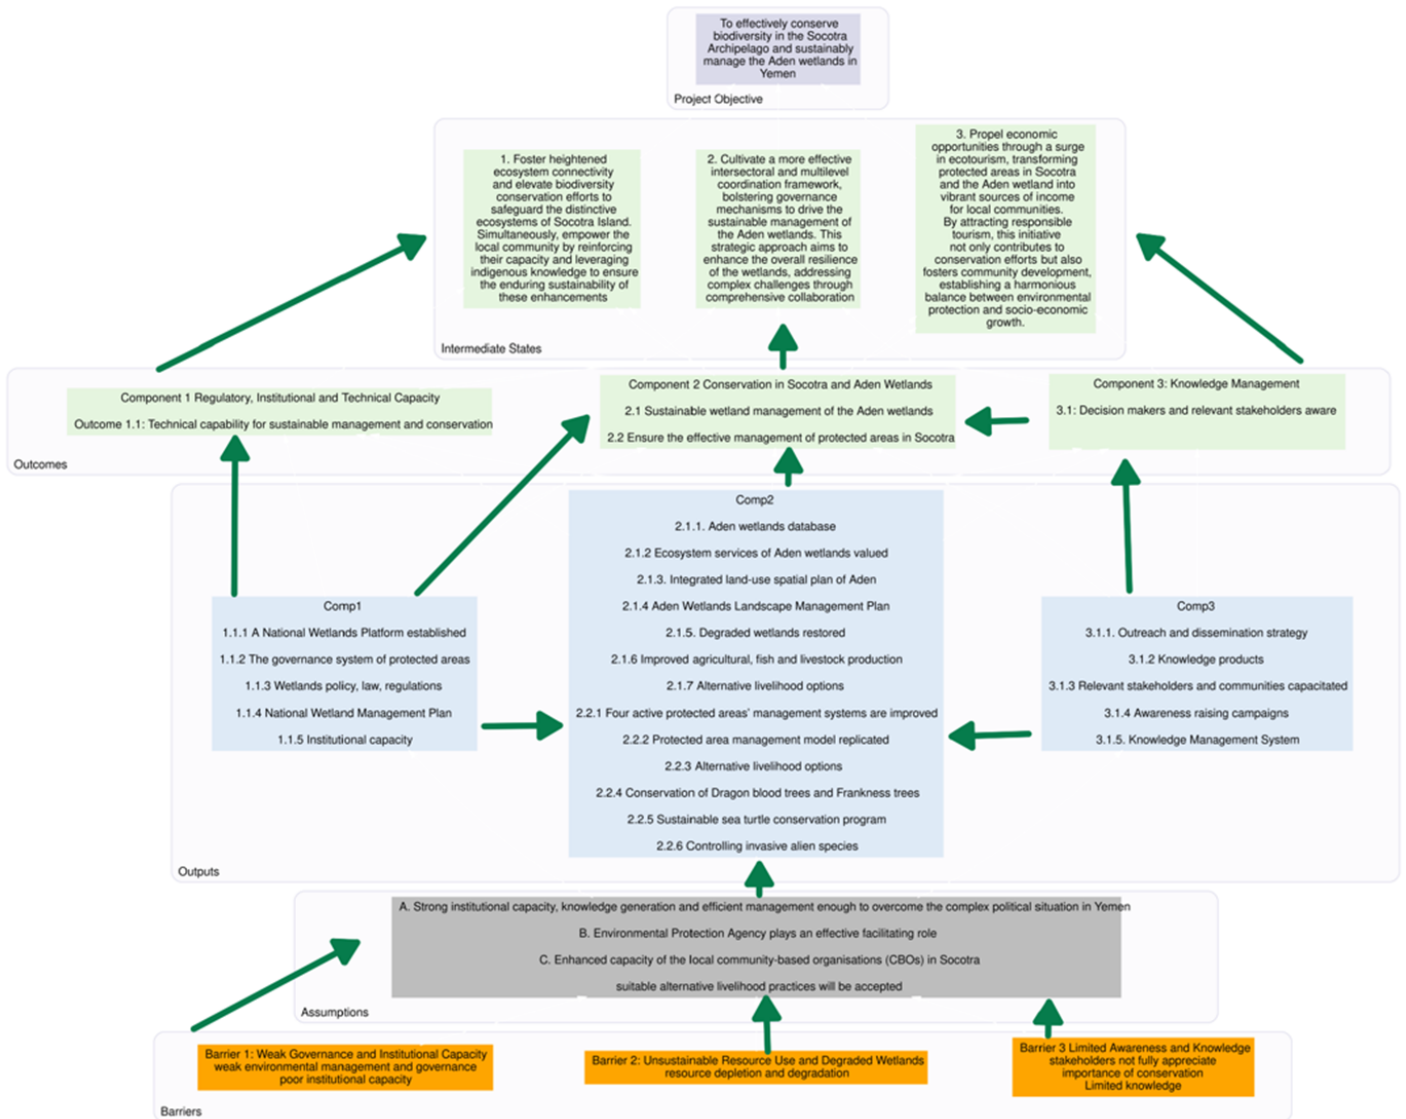 To effectively conserve
biodiversity in the Socotra
Archipelago and sustainably
manage the Aden wetlands in
Yemen
Project Objective
1. Foster heightened
ecosystem connectivity
and elevate biodiversity
conservation efforts to
safeguard the distinctive
ecosystems of Socotra Island.
Simultaneously, empower the
local community by reinforcing
their capacity and leveraging
indigenous knowledge to ensure
the enduring sustainability of
these enhancements
2. Cultivate a more effective
intersectoral and multilevel
coordination framework,
bolstering governance
mechanisms to drive the
sustainable management of
the Aden wetlands. This
strategic approach aims to
enhance the overall resilience
of the wetlands, addressing
complex challenges through
comprehensive collaboration
3. Propel economic
opportunities through a surge
in ecotourism, transforming
protected areas in Socotra
and the Aden wetland into
vibrant sources of income
for local communities.
By attracting responsible
tourism, this initiative
not only contributes to
conservation efforts but also
fosters community development,
establishing a harmonious
balance between environmental
protection and socio-economic
growth.
Intermediate States
Component 1 Regulatory, Institutional and Technical Capacity
Outcome 1.1: Technical capability for sustainable management and conservation
Component 2 Conservation in Socotra and Aden Wetlands
2.1 Sustainable wetland management of the Aden wetlands
2.2 Ensure the effective management of protected areas in Socotra
Component 3: Knowledge Management
3.1: Decision makers and relevant stakeholders aware
Outcomes
Comp1
1.1.1 A National Wetlands Platform established
1.1.2 The governance system of protected areas
1.1.3 Wetlands policy, law, regulations
1.1.4 National Wetland Management Plan
1.1.5 Institutional capacity
Comp2
2.1.1. Aden wetlands database
2.1.2 Ecosystem services of Aden wetlands valued
2.1.3. Integrated land-use spatial plan of Aden
2.1.4 Aden Wetlands Landscape Management Plan
2.1.5. Degraded wetlands restored
2.1.6 Improved agricultural, fish and livestock production
2.1.7 Alternative livelihood options
2.2.1 Four active protected areas' management systems are improved
2.2.2 Protected area management model replicated
2.2.3 Alternative livelihood options
2.2.4 Conservation of Dragon blood trees and Frankness trees
2.2.5 Sustainable sea turtle conservation program
2.2.6 Controlling invasive alien species
Comp3
3.1.1. Outreach and dissemination strategy
3.1.2 Knowledge products
3.1.3 Relevant stakeholders and communities capacitated
3.1.4 Awareness raising campaigns
3.1.5. Knowledge Management System
Outputs
A. Strong institutional capacity, knowledge generation and efficient management enough to overcome the complex political situation in Yemen
B. Environmental Protection Agency plays an effective facilitating role
C. Enhanced capacity of the local community-based organisations (CBOs) in Socotra
suitable alternative livelihood practices will be accepted
Assumptions
Barrier 1: Weak Governance and Institutional Capacity
weak environmental management and governance
poor institutional capacity
Barrier 2: Unsustainable Resource Use and Degraded Wetlands
resource depletion and degradation
Barrier 3 Limited Awareness and Knowledge
stakeholders not fully appreciate
importance of conservation
Limited knowledge
Barriers